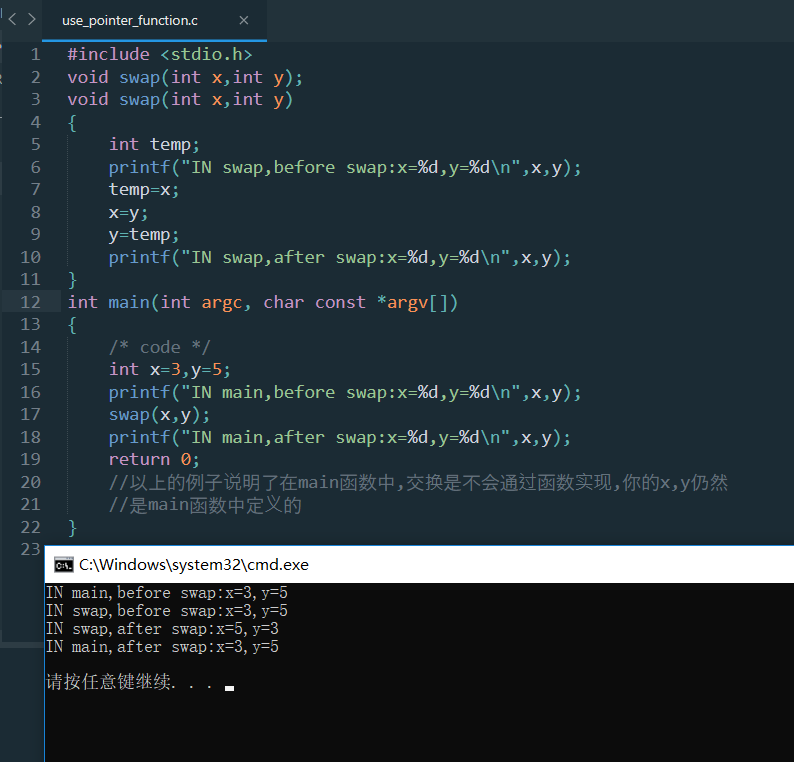 use_pointer_function.c
1 #include <stdio.h>
2 void swap(int x,int y);
3 void swap(int x,int y)
4 {
5 int temp;
6 printf("IN swap,before swap:x=%d,y=%d\n",x,y);
7 temp=x;
8 x=y;
9 y=temp;
10 printf("IN swap,after swap:x=%d,y=%d\n",x,y);
11 }
12 int main(int argc, char const *argv[])
13 {
14 /* code */
15 int x=3,y=5;
16 printf("IN main,before swap:x=%d,y=%d\n",x,y);
17 swap(x,y);
18 printf("IN main,after swap:x=%d,y=%d\n",x,y);
19 return 0;
20 //以上的例子说明了在main函数中,交换是不会通过函数实现,你的x,y仍然
21 //是main函数中定义的
22 }
23
C:\Windows\system32\cmd.exe
IN main,before swap:x=3,y=5
IN swap,before swap:x=3,y=5
IN swap,after swap:x=5,y=3
IN main,after swap:x=3,y=5
请按任意键继续. . .